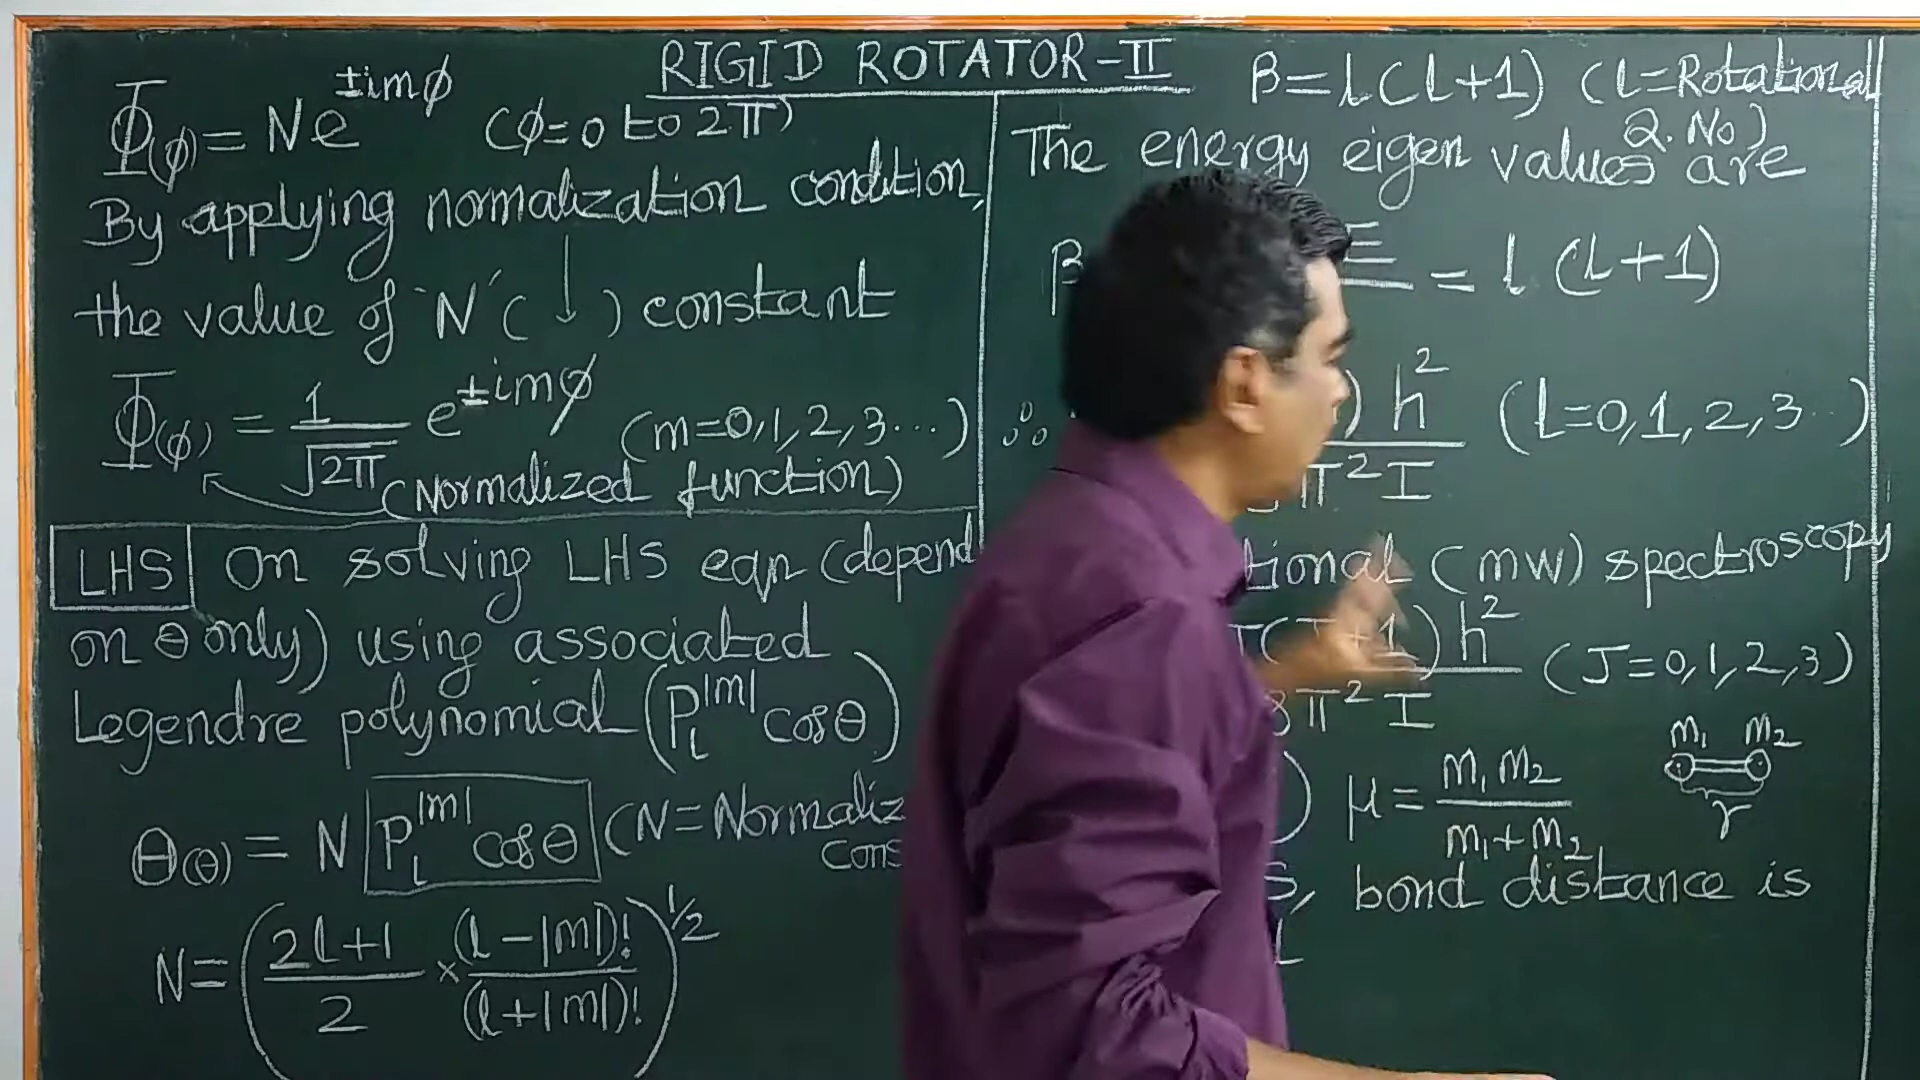 RIGID ROTATOR-II
Φ(φ) = Ne^±imφ (φ=0 to 2π)
By applying normalization condition,
the value of 'N' ( ↓ ) constant
Φ(φ) = 1/√2π e^±imφ (m=0,1,2,3...)
(Normalized function)
LHS On solving LHS eqn (depend
on θ only) using associated
Legendre polynomial (P_l^|m| cosθ)
Θ(θ) = N P_l^|m| cosθ (N=Normaliz
Cons
N = (2l+1/2 × (l-|m|)!/(l+|m|)!)^1/2
β=l(l+1) (l=Rotational
Q.No)
The energy eigen values are
β E = l(l+1)
∴ ) h²/π²I (l=0,1,2,3..)
tional (mw) spectroscopy
J(J+1)h²/8π²I (J=0,1,2,3)
m₁ m₂
) μ = m₁m₂/m₁+m₂ r
s, bond distance is